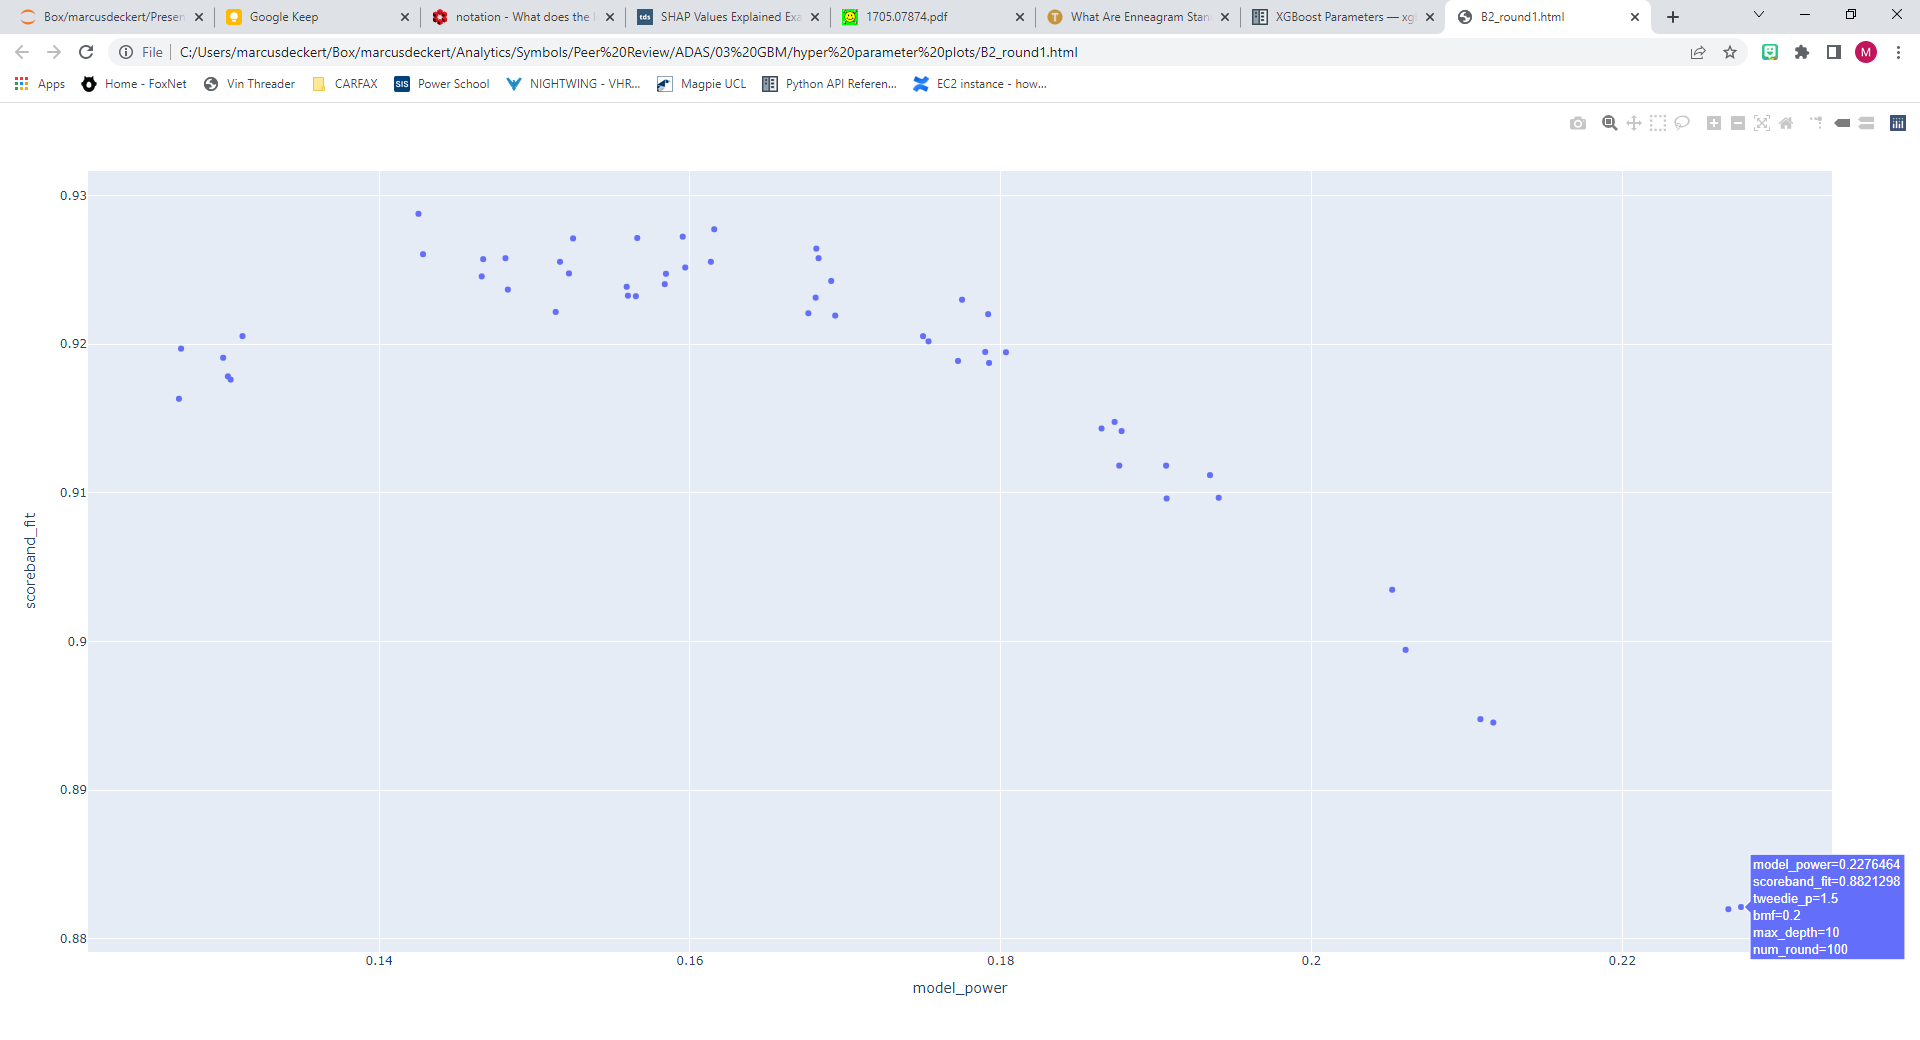 Box/marcusdeckert/Presen
Google Keep
notation - What does the
SHAP Values Explained Exa
1705.07874.pdf
What Are Enneagram Stan
XGBoost Parameters — xg
B2_round1.html
File
C:/Users/marcusdeckert/Box/marcusdeckert/Analytics/Symbols/Peer%20Review/ADAS/03%20GBM/hyper%20parameter%20plots/B2_round1.html
M
Apps
Home - FoxNet
Vin Threader
CARFAX
SIS Power School
NIGHTWING - VHR...
Magpie UCL
Python API Referen...
EC2 instance - how...
tds
T
0.93
0.92
0.91
0.9
0.89
0.88
scoreband_fit
model_power=0.2276464
scoreband_fit=0.8821298
tweedie_p=1.5
bmf=0.2
max_depth=10
num_round=100
0.14
0.16
0.18
0.2
0.22
model_power